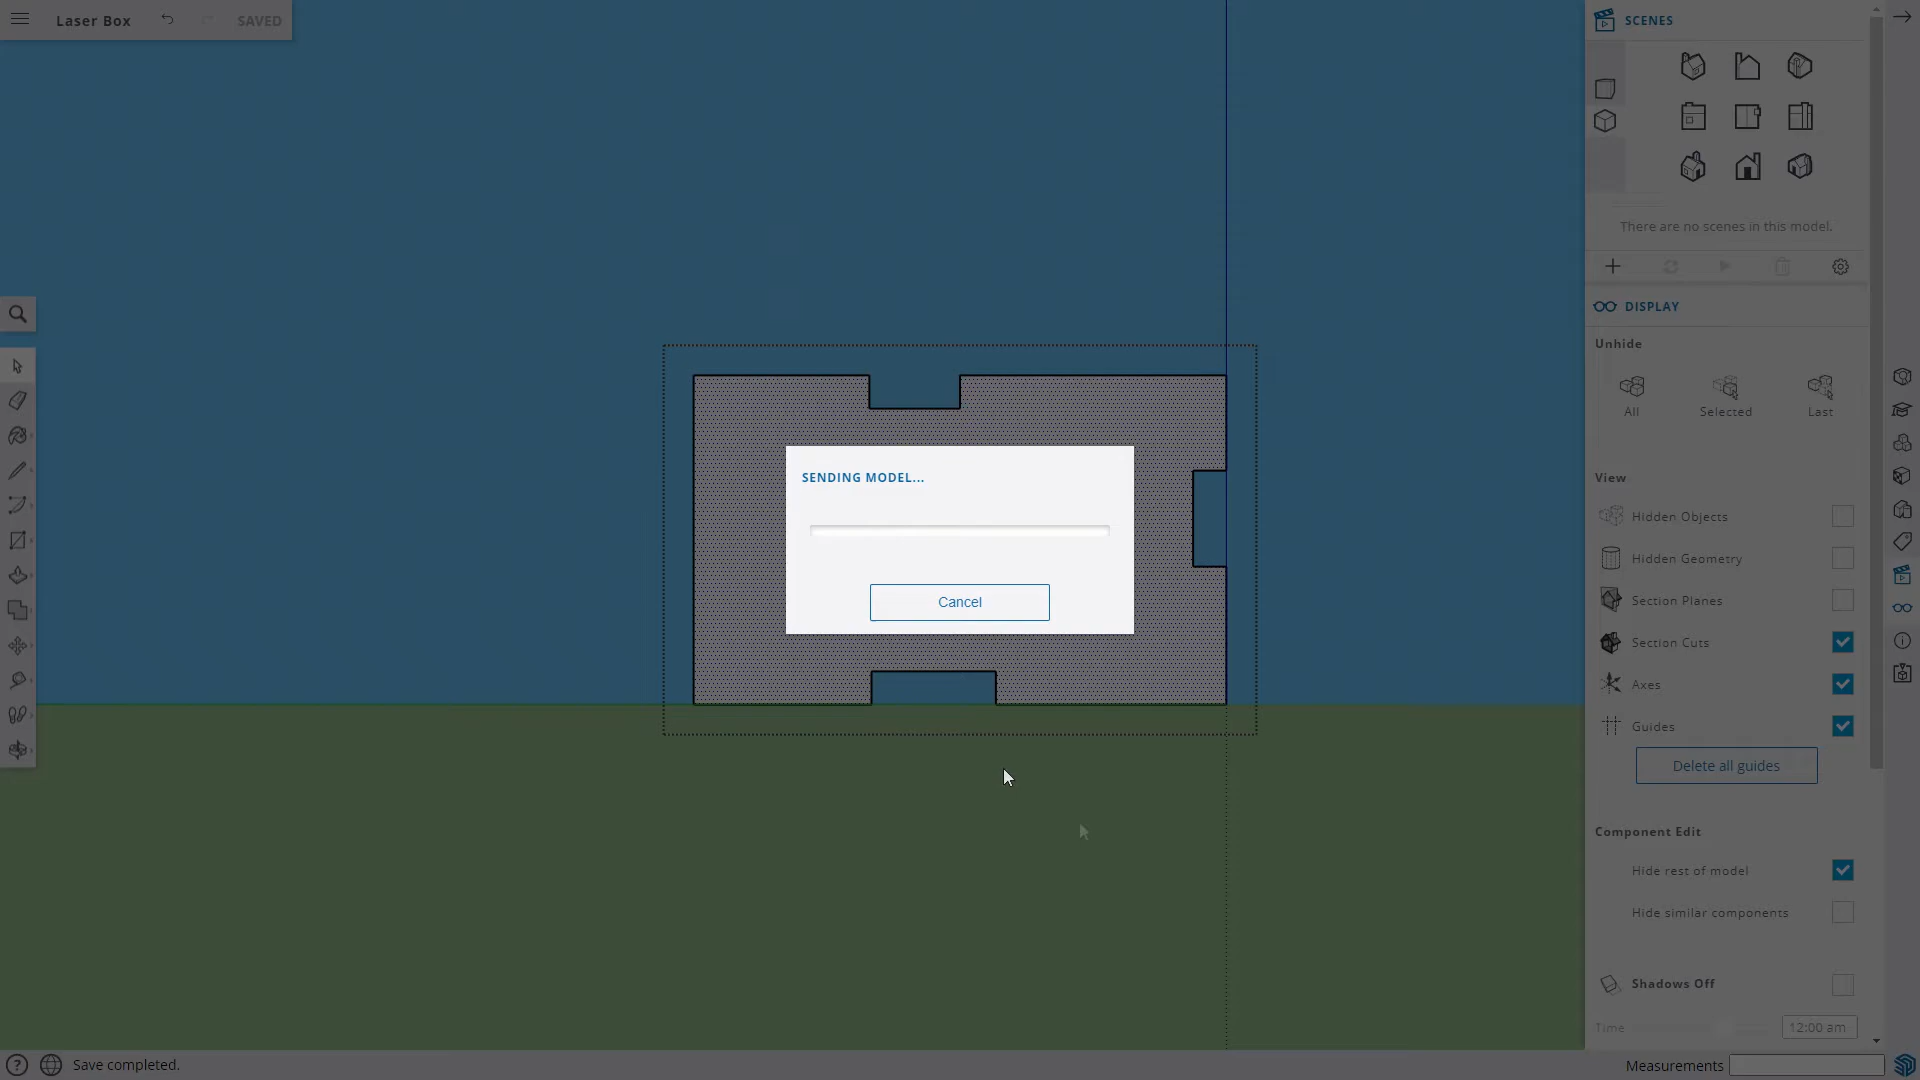 Laser Box
SAVED
SCENES
There are no scenes in this model.
DISPLAY
Unhide
All
Selected
Last
View
SENDING MODEL...
Hidden Objects
Hidden Geometry
Section Planes
Cancel
Section Cuts
Axes
Guides
Delete all guides
Component Edit
Hide rest of model
Hide similar components
Shadows Off
Time
12:00 am
Save completed.
Measurements